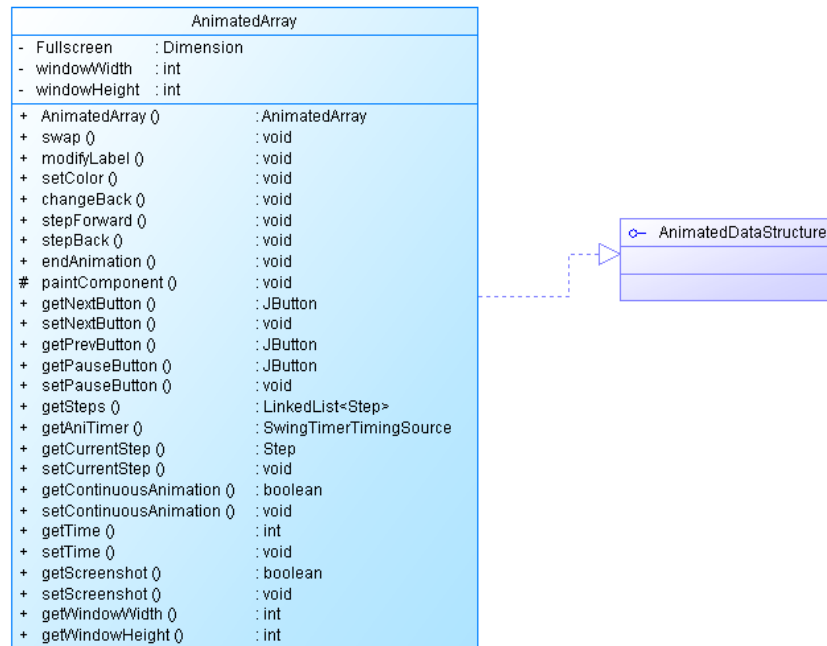 AnimatedArray
- Fullscreen : Dimension
- windowWidth : int
- windowHeight : int
+ AnimatedArray () : AnimatedArray
+ swap () : void
+ modifyLabel () : void
+ setColor () : void
+ changeBack () : void
+ stepForward () : void
+ stepBack () : void
+ endAnimation () : void
# paintComponent () : void
+ getNextButton () : JButton
+ setNextButton () : void
+ getPrevButton () : JButton
+ getPauseButton () : JButton
+ setPauseButton () : void
+ getSteps () : LinkedList<Step>
+ getAniTimer () : SwingTimerTimingSource
+ getCurrentStep () : Step
+ setCurrentStep () : void
+ getContinuousAnimation () : boolean
+ setContinuousAnimation () : void
+ getTime () : int
+ setTime () : void
+ getScreenshot () : boolean
+ setScreenshot () : void
+ getWindowWidth () : int
+ getWindowHeight () : int
AnimatedDataStructure